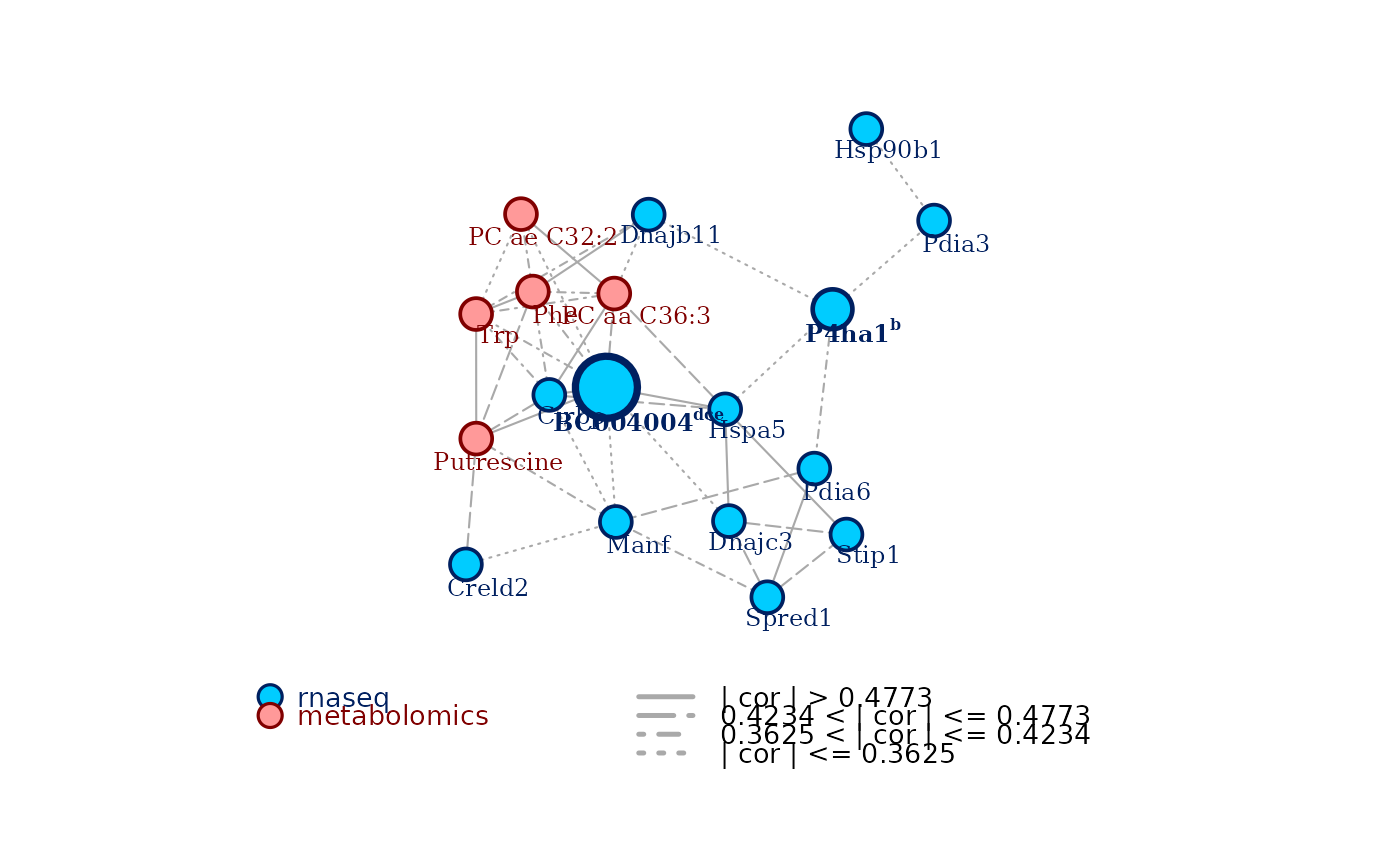 Hsp90b1
PC ae C32:2
Dnajb11
Pdia3
Phe
PC aa C36:3
Trp
P4ha1ᵇ
BC004004ᵈᶜᵉ
Hspa5
Putrescine
Pdia6
Manf
Dnajc3
Stip1
Creld2
Spred1
rnaseq
metabolomics
| cor | > 0.4773
0.4234 < | cor | <= 0.4773
0.3625 < | cor | <= 0.4234
| cor | <= 0.3625